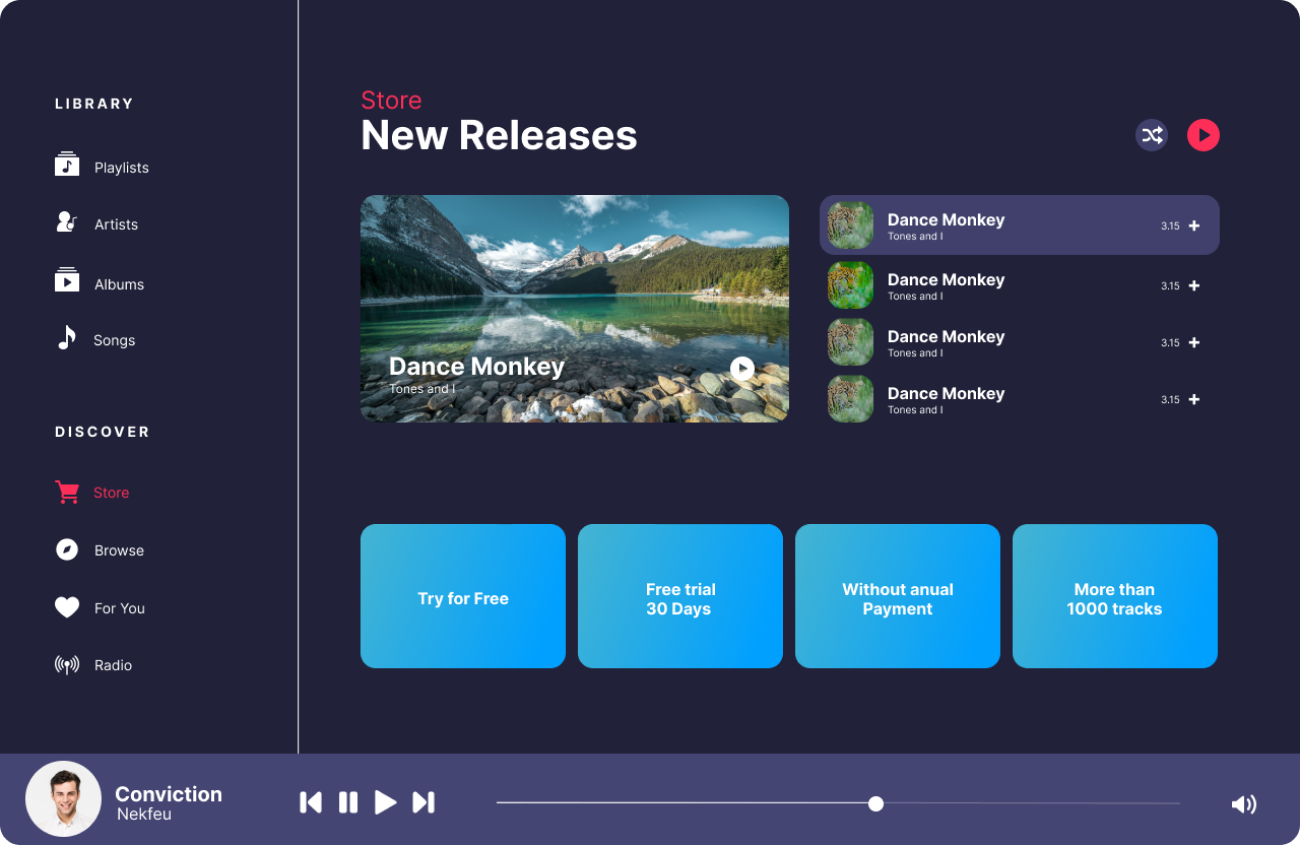 LIBRARY
Playlists
Artists
Albums
Songs
DISCOVER
Store
Browse
For You
Radio
Store
New Releases
Dance Monkey
Tones and I
Dance Monkey
Tones and I
3.15
Dance Monkey
Tones and I
3.15
Dance Monkey
Tones and I
3.15
Dance Monkey
Tones and I
3.15
Try for Free
Free trial
30 Days
Without anual
Payment
More than
1000 tracks
Conviction
Nekfeu